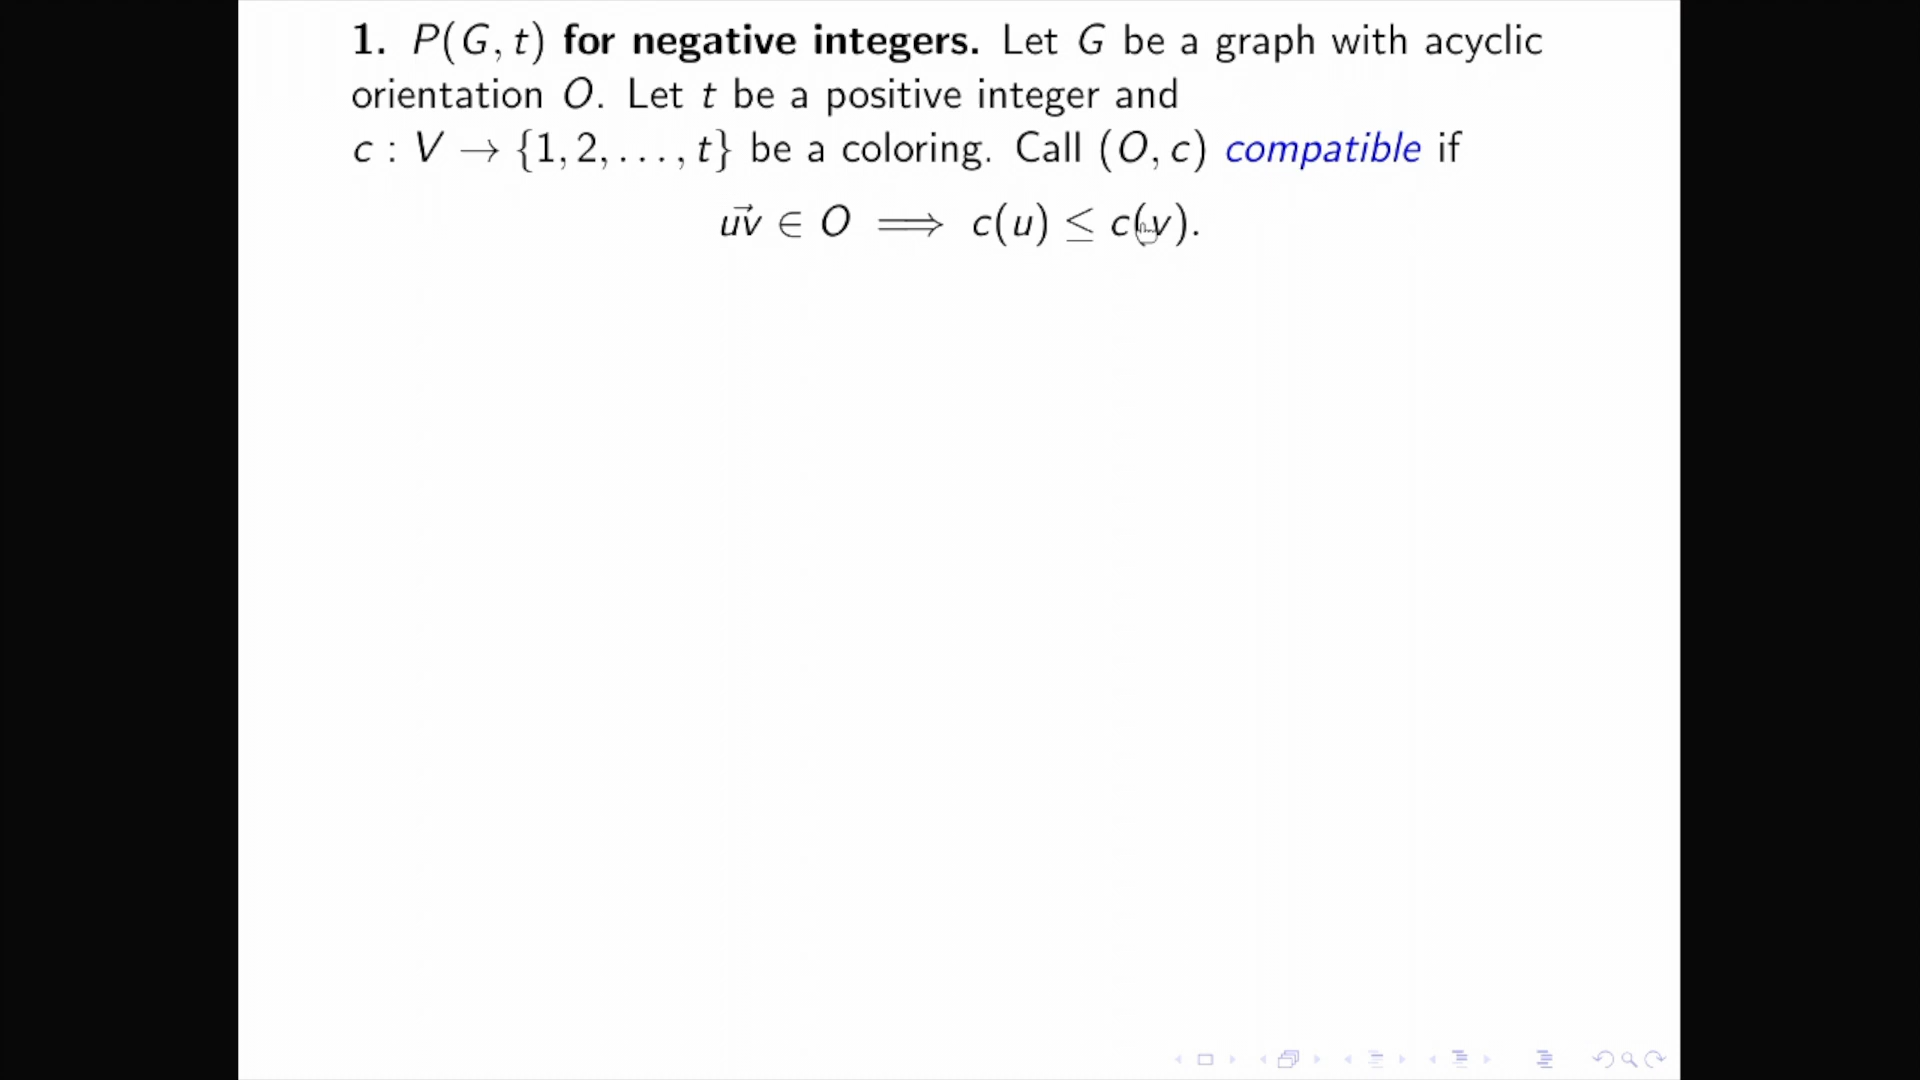 1. P(G, t) for negative integers. Let G be a graph with acyclic
orientation O. Let t be a positive integer and
c : V → {1, 2, . . . , t} be a coloring. Call (O, c) compatible if
u⃗v ∈ O ⟹ c(u) ≤ c(v).